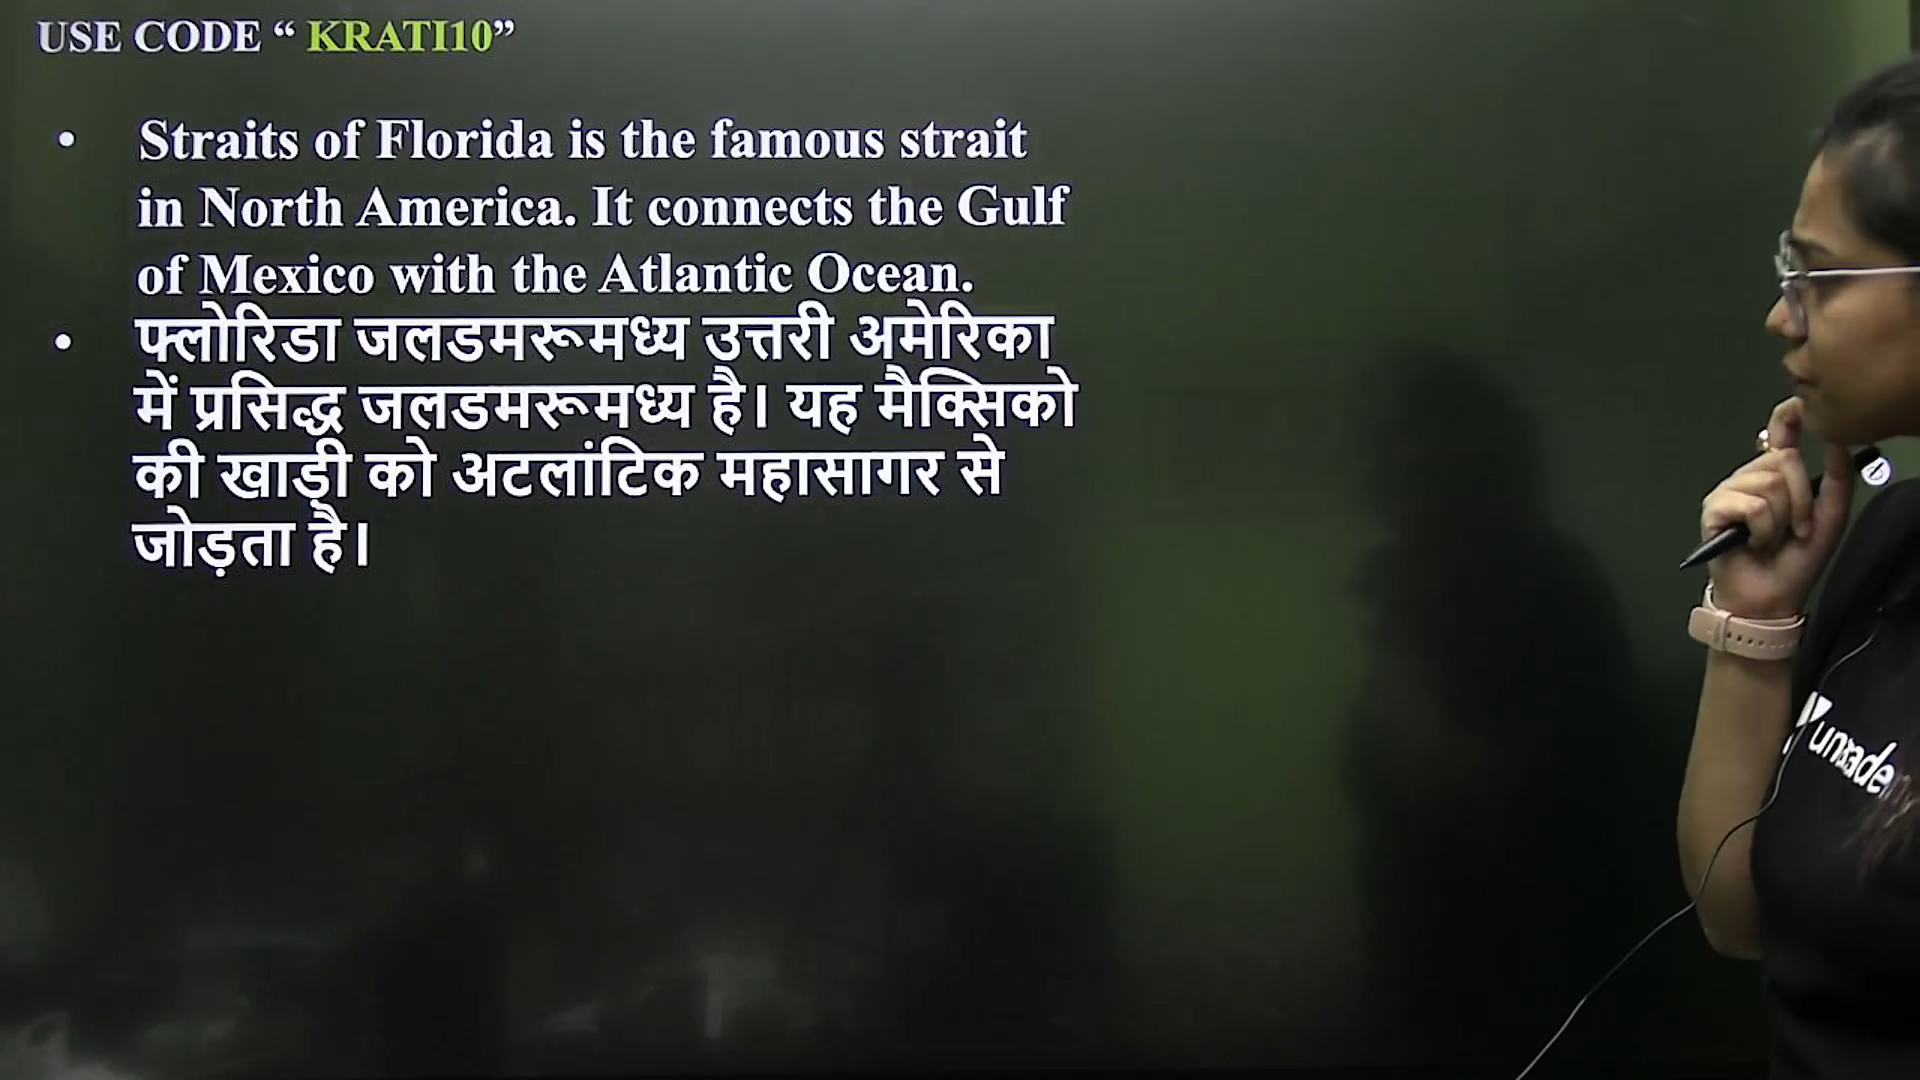 USE CODE “ KRATI10”
• Straits of Florida is the famous strait
in North America. It connects the Gulf
of Mexico with the Atlantic Ocean.
• फ्लोरिडा जलडमरूमध्य उत्तरी अमेरिका
में प्रसिद्ध जलडमरूमध्य है। यह मैक्सिको
की खाड़ी को अटलांटिक महासागर से
जोड़ता है।